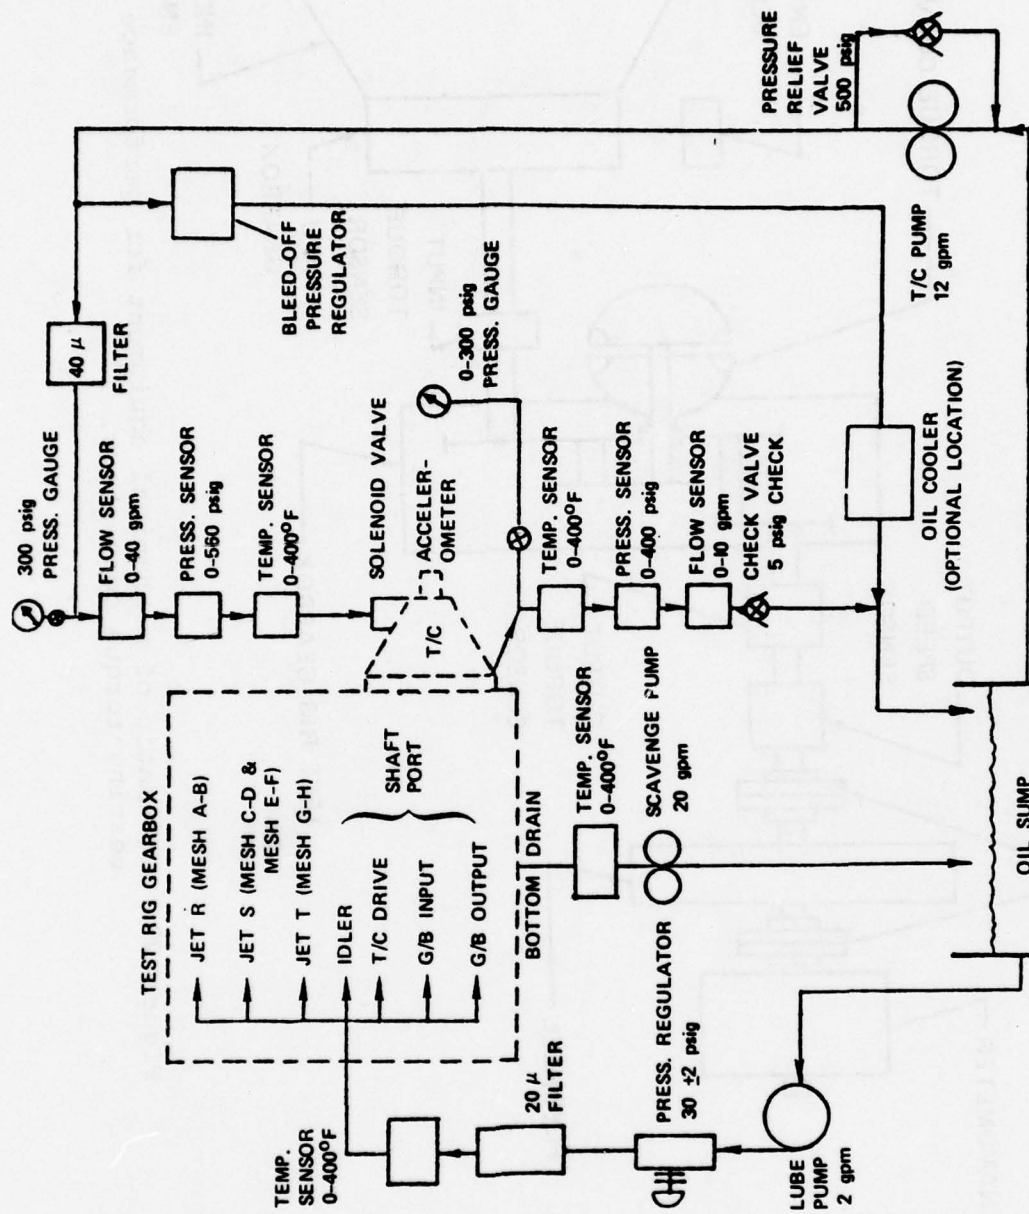 300 psig
PRESS. GAUGE
FLOW SENSOR
0-40 gpm
PRESS. SENSOR
0-560 psig
TEMP. SENSOR
0-400°F
SOLENOID VALVE
40 μ
FILTER
BLEED-OFF
PRESSURE
REGULATOR
PRESSURE
RELIEF
VALVE
500 psig
T/C PUMP
12 gpm
0-300 psig
PRESS. GAUGE
ACCELER-
OMETER
T/C
TEMP. SENSOR
0-400°F
PRESS. SENSOR
0-400 psig
FLOW SENSOR
0-10 gpm
CHECK VALVE
5 psig CHECK
OIL COOLER
(OPTIONAL LOCATION)
TEST RIG GEARBOX
JET R (MESH A-B)
JET S (MESH C-D &
MESH E-F)
JET T (MESH G-H)
IDLER
T/C DRIVE
G/B INPUT
G/B OUTPUT
SHAFT
PORT
BOTTOM DRAIN
TEMP. SENSOR
0-400°F
SCAVENGE PUMP
20 gpm
TEMP.
SENSOR
0-400°F
20 μ
FILTER
PRESS. REGULATOR
30 ±2 psig
LUBE
PUMP
2 gpm
OIL SUMP